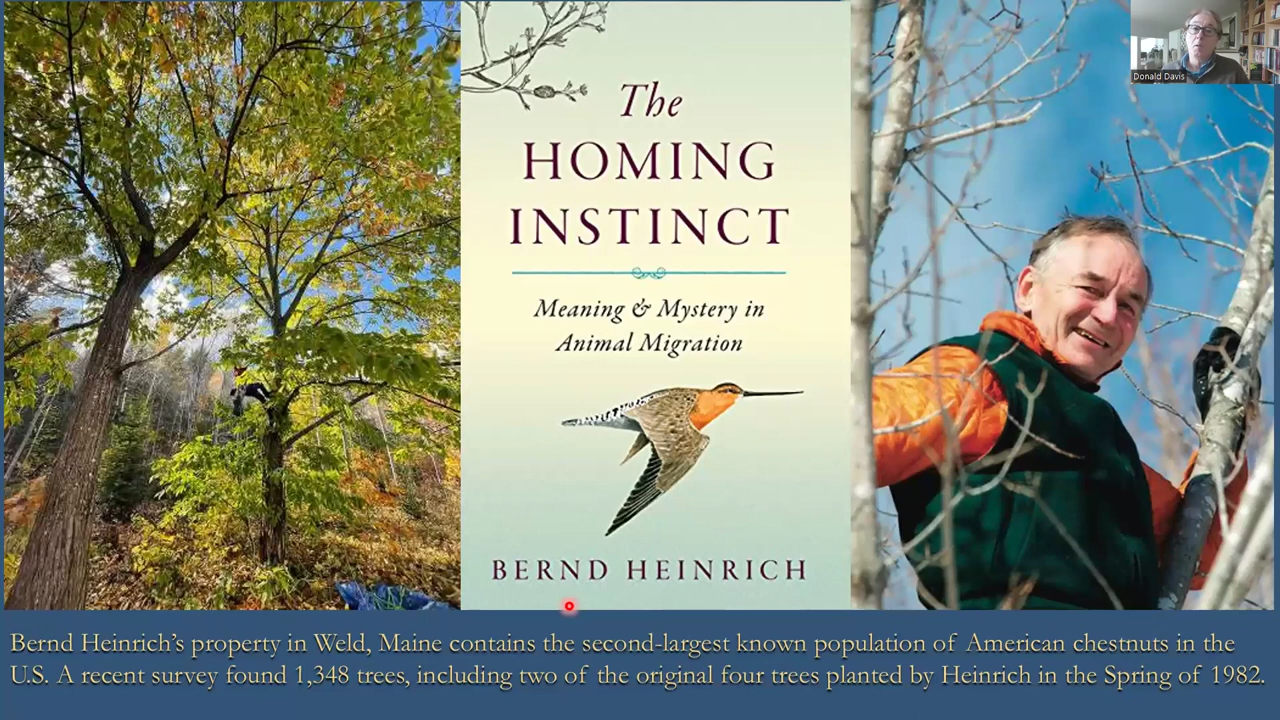 Donald Davis
The
HOMING
INSTINCT
Meaning & Mystery in
Animal Migration
BERND HEINRICH
Bernd Heinrich’s property in Weld, Maine contains the second-largest known population of American chestnuts in the
U.S. A recent survey found 1,348 trees, including two of the original four trees planted by Heinrich in the Spring of 1982.